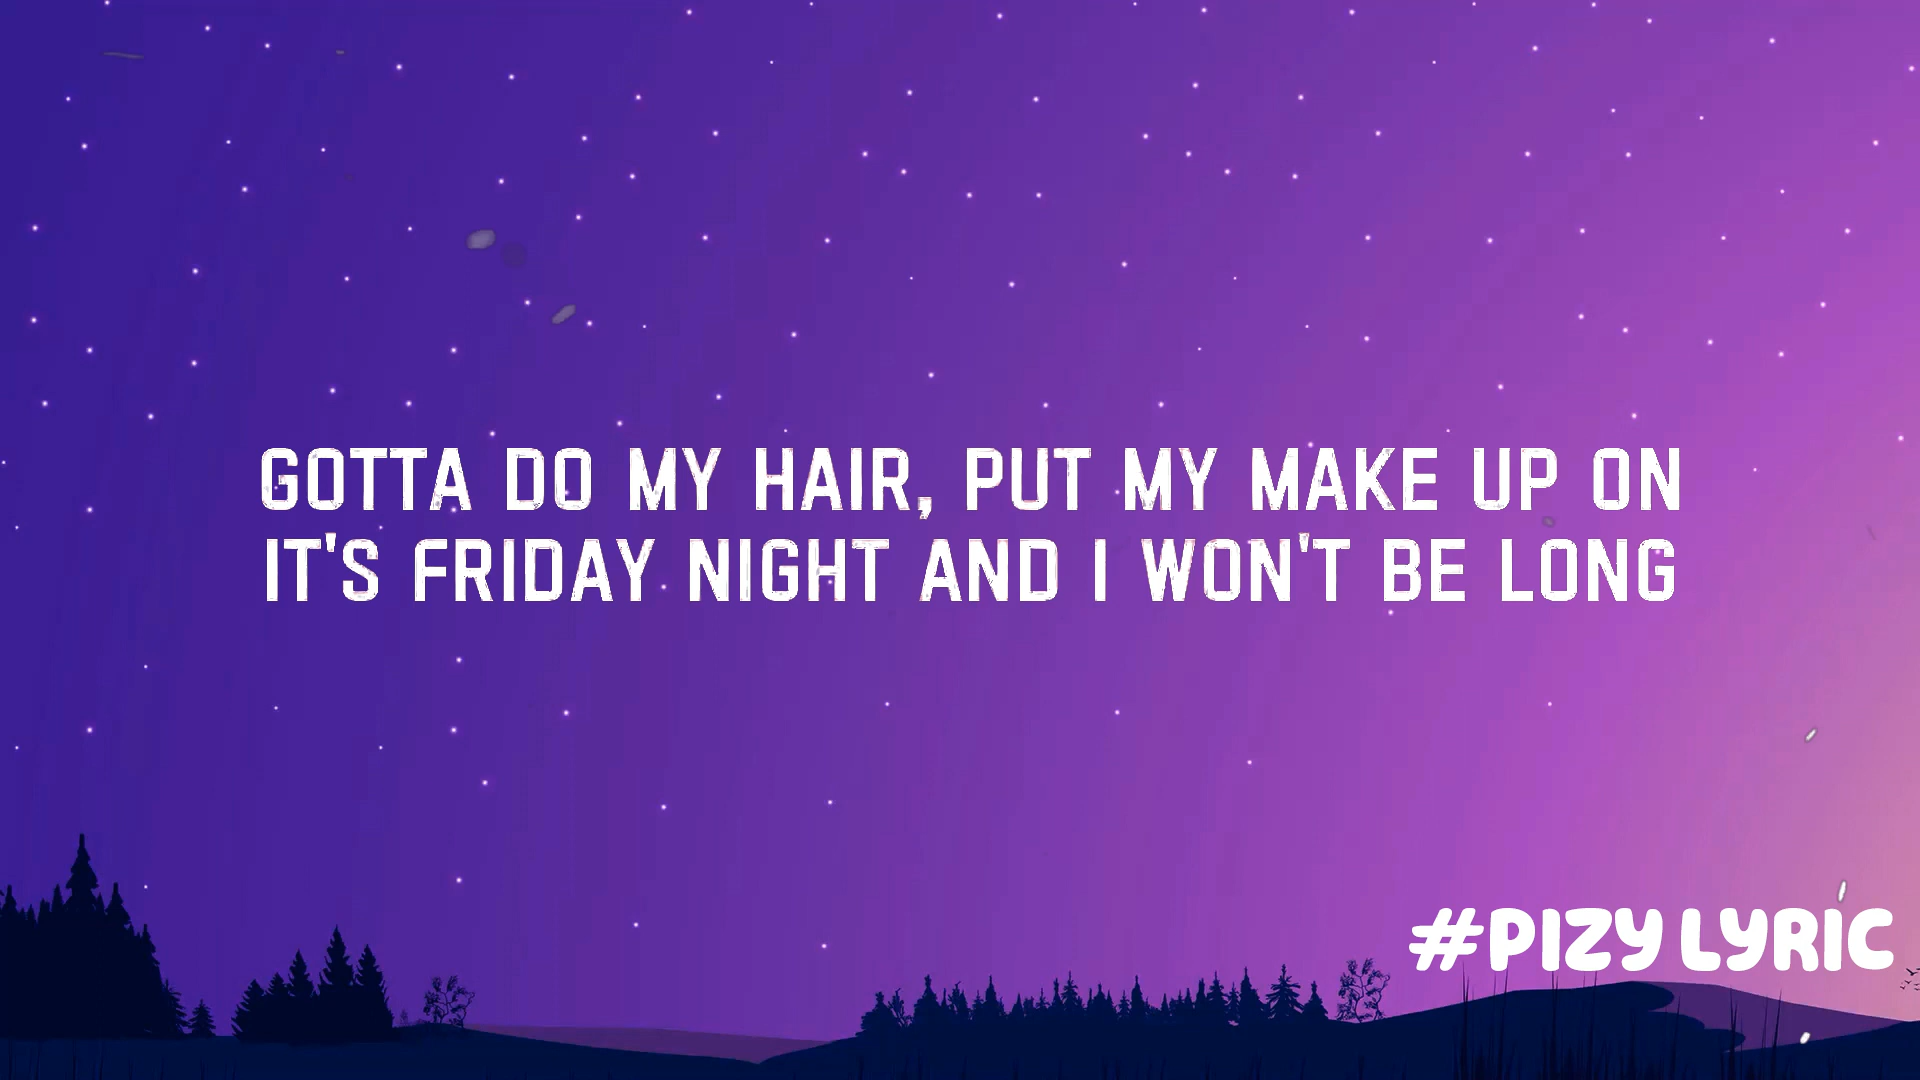 GOTTA DO MY HAIR, PUT MY MAKE UP ON
IT'S FRIDAY NIGHT AND I WON'T BE LONG
#PIZY LYRIC